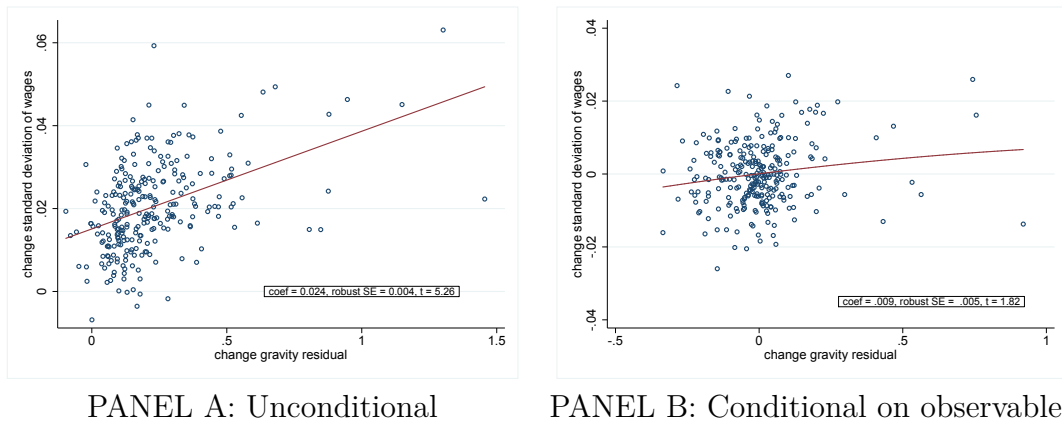 change standard deviation of wages
.06
.04
.02
0
0
.5
1
1.5
coef = 0.024, robust SE = 0.004, t = 5.26
change gravity residual
PANEL A: Unconditional
change standard deviation of wages
.04
.02
0
-.02
-.04
-.5
0
.5
1
coef = .009, robust SE = .005, t = 1.82
change gravity residual
PANEL B: Conditional on observable